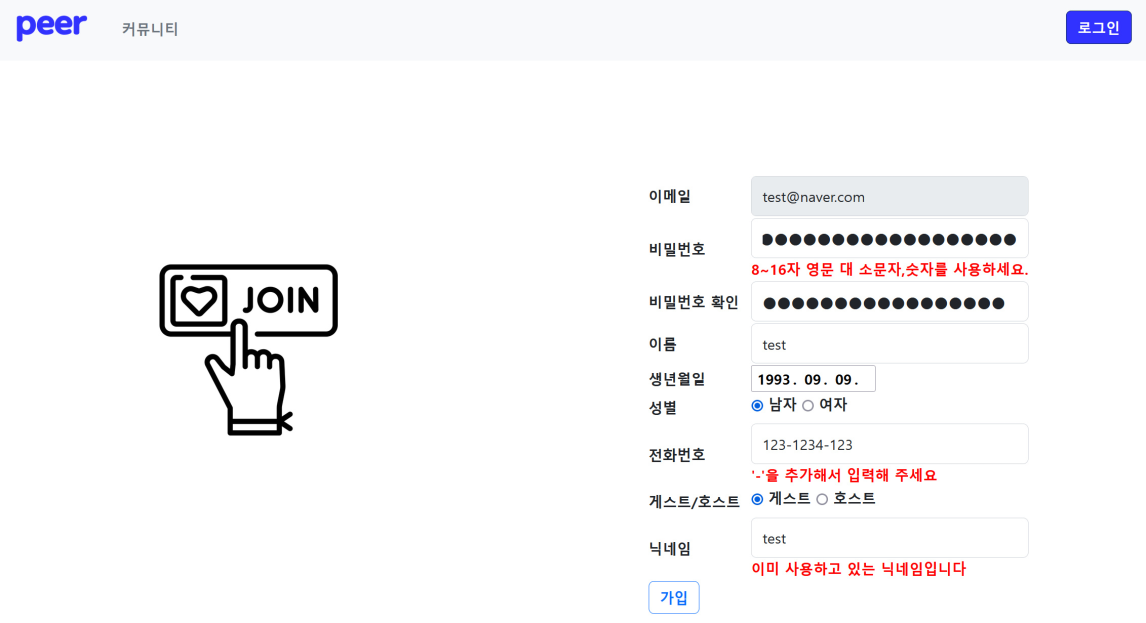 peer 커뮤니티 로그인
이메일 test@naver.com
비밀번호 ●●●●●●●●●●●●●●●●●●
8~16자 영문 대 소문자,숫자를 사용하세요.
비밀번호 확인 ●●●●●●●●●●●●●●●●●
JOIN
이름 test
생년월일 1993. 09. 09.
성별 남자 여자
전화번호 123-1234-123
'-'을 추가해서 입력해 주세요
게스트/호스트 게스트 호스트
닉네임 test
이미 사용하고 있는 닉네임입니다
가입